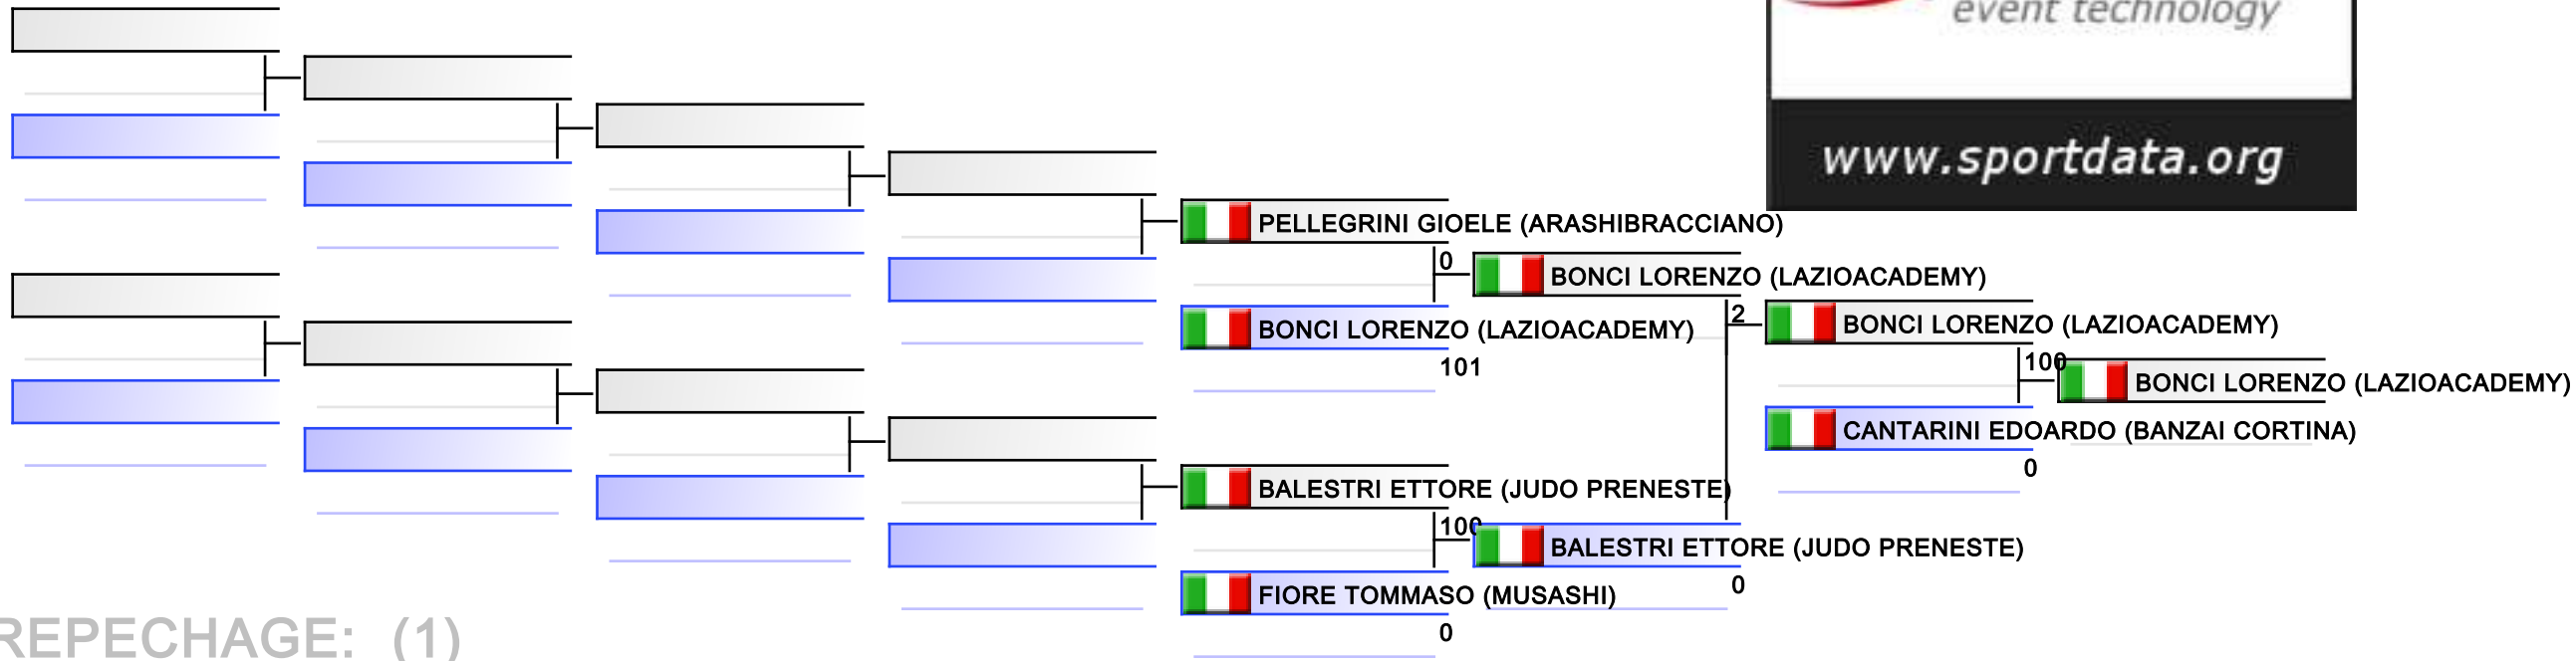 event technology
www.sportdata.org
PELLEGRINI GIOELE (ARASHIBRACCIANO)
0
BONCI LORENZO (LAZIOACADEMY)
BONCI LORENZO (LAZIOACADEMY)
101
2
BONCI LORENZO (LAZIOACADEMY)
100
BONCI LORENZO (LAZIOACADEMY)
CANTARINI EDOARDO (BANZAI CORTINA)
0
BALESTRI ETTORE (JUDO PRENESTE)
100
BALESTRI ETTORE (JUDO PRENESTE)
0
FIORE TOMMASO (MUSASHI)
0
REPECHAGE: (1)